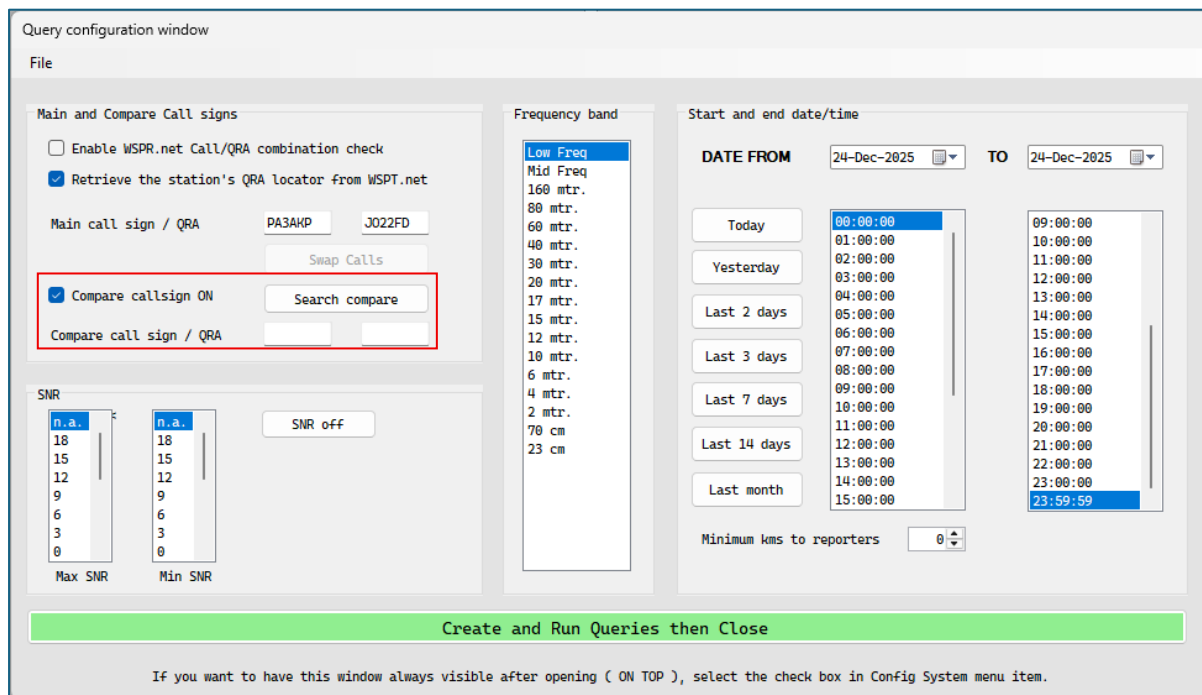 Query configuration window
File
Main and Compare Call signs
Enable WSPR.net Call/QRA combination check
Retrieve the station's QRA locator from WSPT.net
Main call sign / QRA PA3AKP JO22FD
Swap Calls
Compare callsign ON Search compare
Compare call sign / QRA
SNR
n.a.
18
15
12
9
6
3
0
Max SNR
n.a.
18
15
12
9
6
3
0
Min SNR
SNR off
Frequency band
Low Freq
Mid Freq
160 mtr.
80 mtr.
60 mtr.
40 mtr.
30 mtr.
20 mtr.
17 mtr.
15 mtr.
12 mtr.
10 mtr.
6 mtr.
4 mtr.
2 mtr.
70 cm
23 cm
Start and end date/time
DATE FROM 24-Dec-2025 TO 24-Dec-2025
Today
Yesterday
Last 2 days
Last 3 days
Last 7 days
Last 14 days
Last month
00:00:00
01:00:00
02:00:00
03:00:00
04:00:00
05:00:00
06:00:00
07:00:00
08:00:00
09:00:00
10:00:00
11:00:00
12:00:00
13:00:00
14:00:00
15:00:00
09:00:00
10:00:00
11:00:00
12:00:00
13:00:00
14:00:00
15:00:00
16:00:00
17:00:00
18:00:00
19:00:00
20:00:00
21:00:00
22:00:00
23:00:00
23:59:59
Minimum kms to reporters 0
Create and Run Queries then Close
If you want to have this window always visible after opening ( ON TOP ), select the check box in Config System menu item.